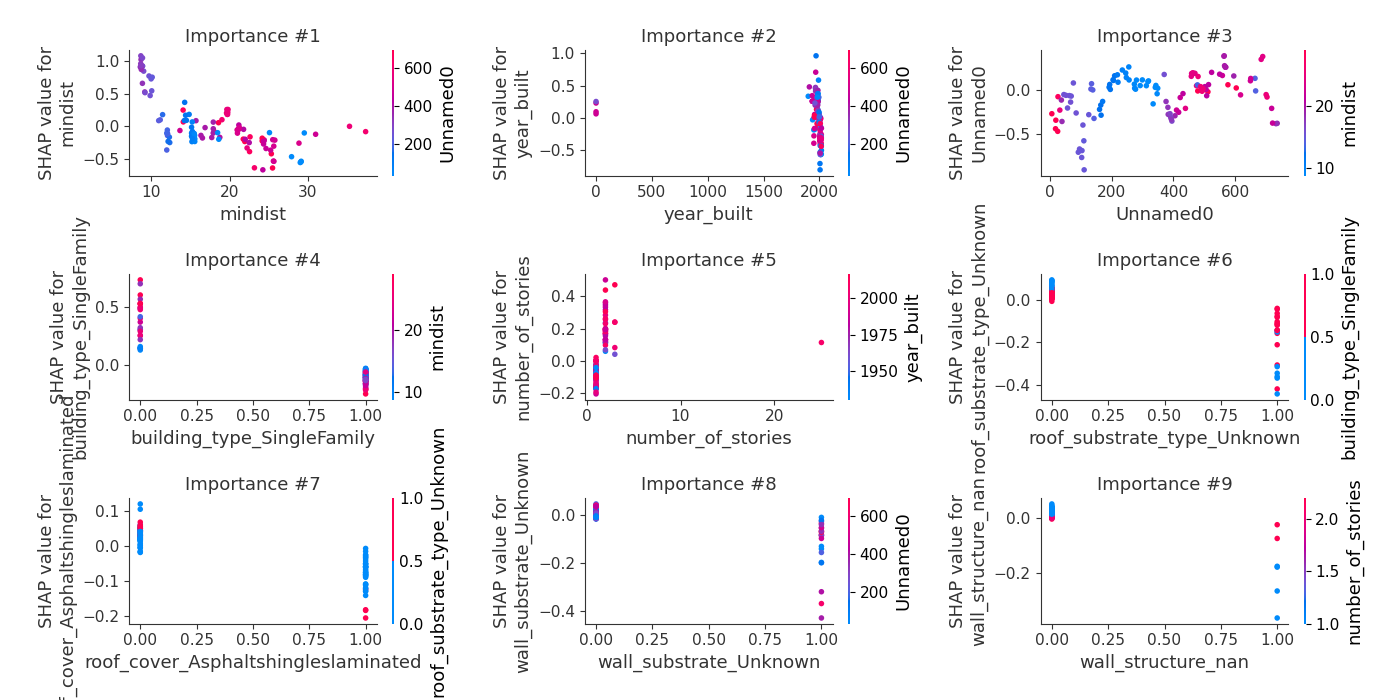 Importance #1
1.0
0.5
0.0
−0.5
10
20
30
SHAP value for
mindist
mindist
600
400
200
Unnamed0
Importance #2
1.0
0.5
0.0
−0.5
0
500
1000
1500
2000
SHAP value for
year_built
year_built
600
400
200
Unnamed0
Importance #3
0.0
−0.5
0
200
400
600
SHAP value for
Unnamed0
Unnamed0
20
10
mindist
Importance #4
0.5
0.0
0.00
0.25
0.50
0.75
1.00
SHAP value for
building_type_SingleFamily
building_type_SingleFamily
20
10
mindist
Importance #5
0.4
0.2
0.0
−0.2
0
10
20
SHAP value for
number_of_stories
number_of_stories
2000
1975
1950
year_built
Importance #6
0.0
−0.2
−0.4
0.00
0.25
0.50
0.75
1.00
SHAP value for
roof_substrate_type_Unknown
roof_substrate_type_Unknown
1.0
0.5
0.0
building_type_SingleFamily
Importance #7
0.1
0.0
−0.1
−0.2
0.00
0.25
0.50
0.75
1.00
SHAP value for
f_cover_Asphaltshingleslaminated
roof_cover_Asphaltshingleslaminated
1.0
0.5
0.0
roof_substrate_type_Unknown
Importance #8
0.0
−0.2
−0.4
0.00
0.25
0.50
0.75
1.00
SHAP value for
wall_substrate_Unknown
wall_substrate_Unknown
600
400
200
Unnamed0
Importance #9
0.0
−0.2
0.00
0.25
0.50
0.75
1.00
SHAP value for
wall_structure_nan
wall_structure_nan
2.0
1.5
1.0
number_of_stories